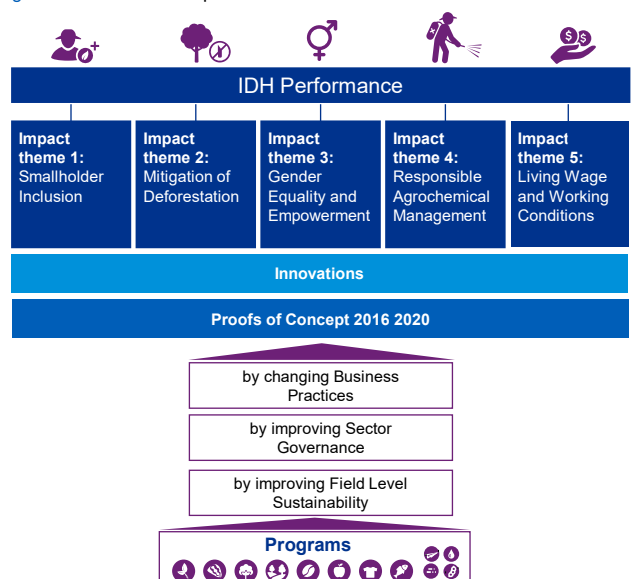 IDH Performance
Impact
theme 1:
Smallholder
Inclusion
Impact
theme 2:
Mitigation of
Deforestation
Impact
theme 3:
Gender
Equality and
Empowerment
Impact
theme 4:
Responsible
Agrochemical
Management
Impact
theme 5:
Living Wage
and Working
Conditions
Innovations
Proofs of Concept 2016 2020
by changing Business
Practices
by improving Sector
Governance
by improving Field Level
Sustainability
Programs